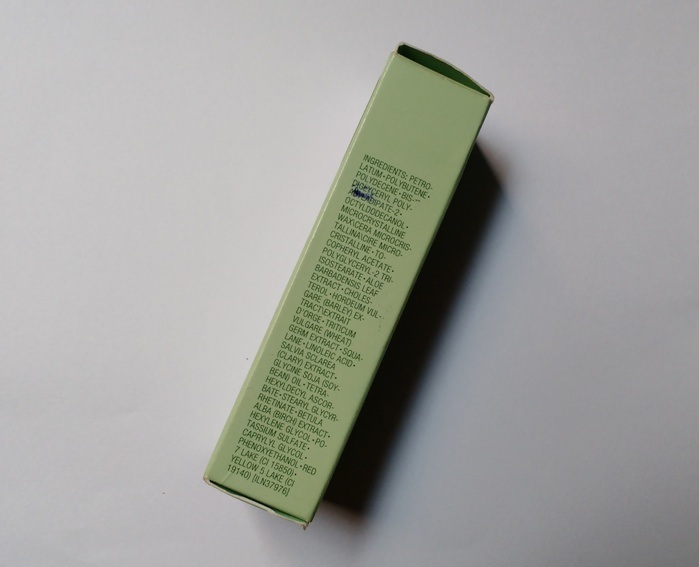 INGREDIENTS: PETRO-
LATUM•POLYBUTENE•
POLYDECENE•BIS-
POLY-
2•
OCTYLDODECANOL•
MICROCRYSTALLINE
WAX\CERA MICROCRIS-
TALLINA\CIRE MICRO-
CRISTALLINE•TO-
COPHERYL ACETATE•
POLYGLYCERYL-2 TRI-
ISOSTEARATE•ALOE
BARBADENSIS LEAF
EXTRACT•CHOLES-
TEROL•HORDEUM VUL-
GARE (BARLEY) EX-
TRACT\EXTRAIT
D'ORGE•TRITICUM
VULGARE (WHEAT)
GERM EXTRACT•SQUA-
LANE•LINOLEIC ACID•
SALVIA SCLAREA
(CLARY) EXTRACT•
GLYCINE SOJA (SOY-
BEAN) OIL•TETRA-
HEXYLDECYL ASCOR-
BATE•STEARYL GLYCYR-
RHETINATE•BETULA
ALBA (BIRCH) EXTRACT•
HEXYLENE GLYCOL•PO-
TASSIUM SULFATE•
CAPRYLYL GLYCOL•
PHENOXYETHANOL•RED
7 LAKE (CI 15850)•
YELLOW 5 LAKE (CI
19140) [ILN37976]